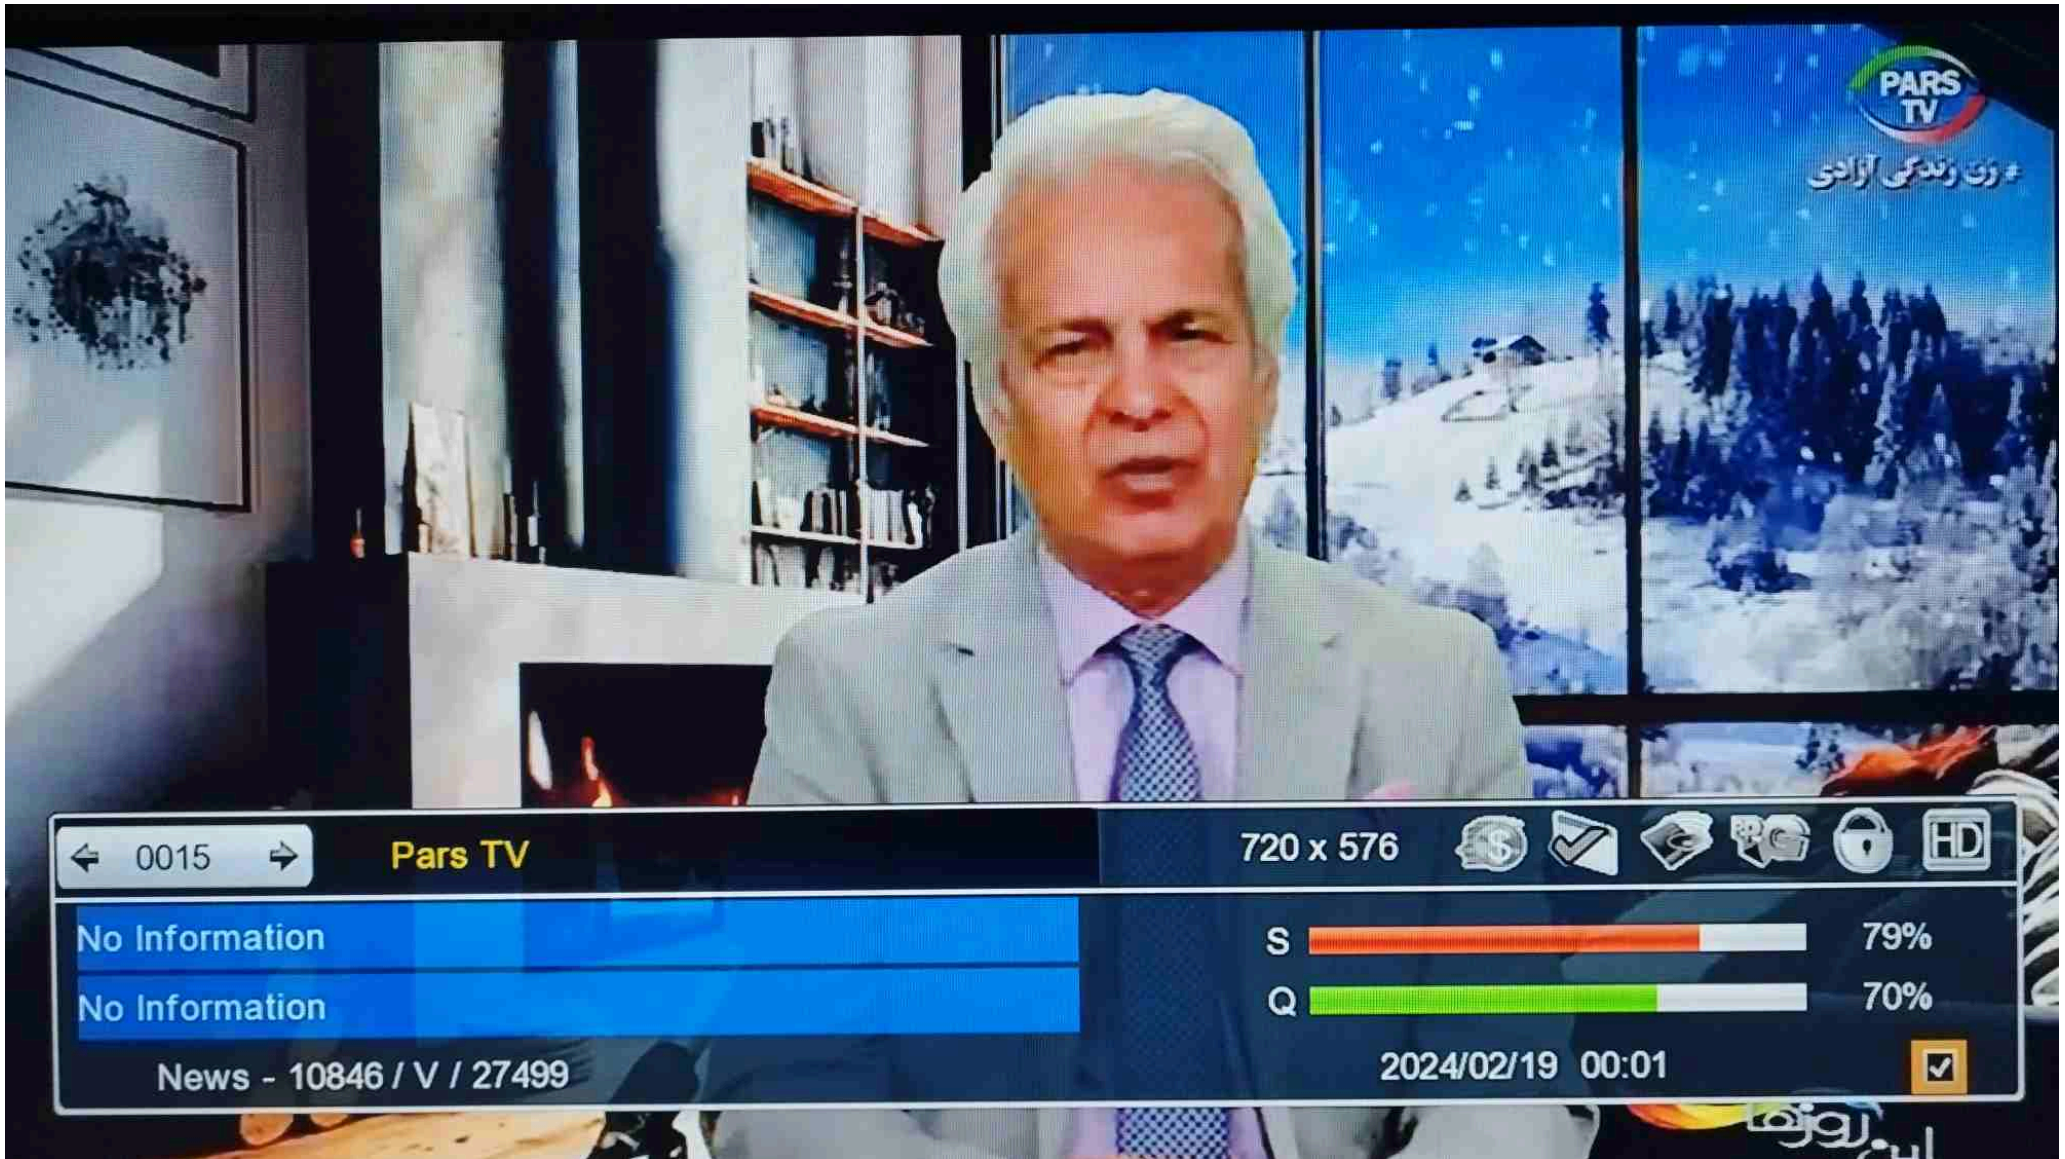 PARS
TV
# زن زندگی آزادی
0015
Pars TV
720 x 576
HD
No Information
S
79%
No Information
Q
70%
News - 10846 / V / 27499
2024/02/19 00:01
این روزها